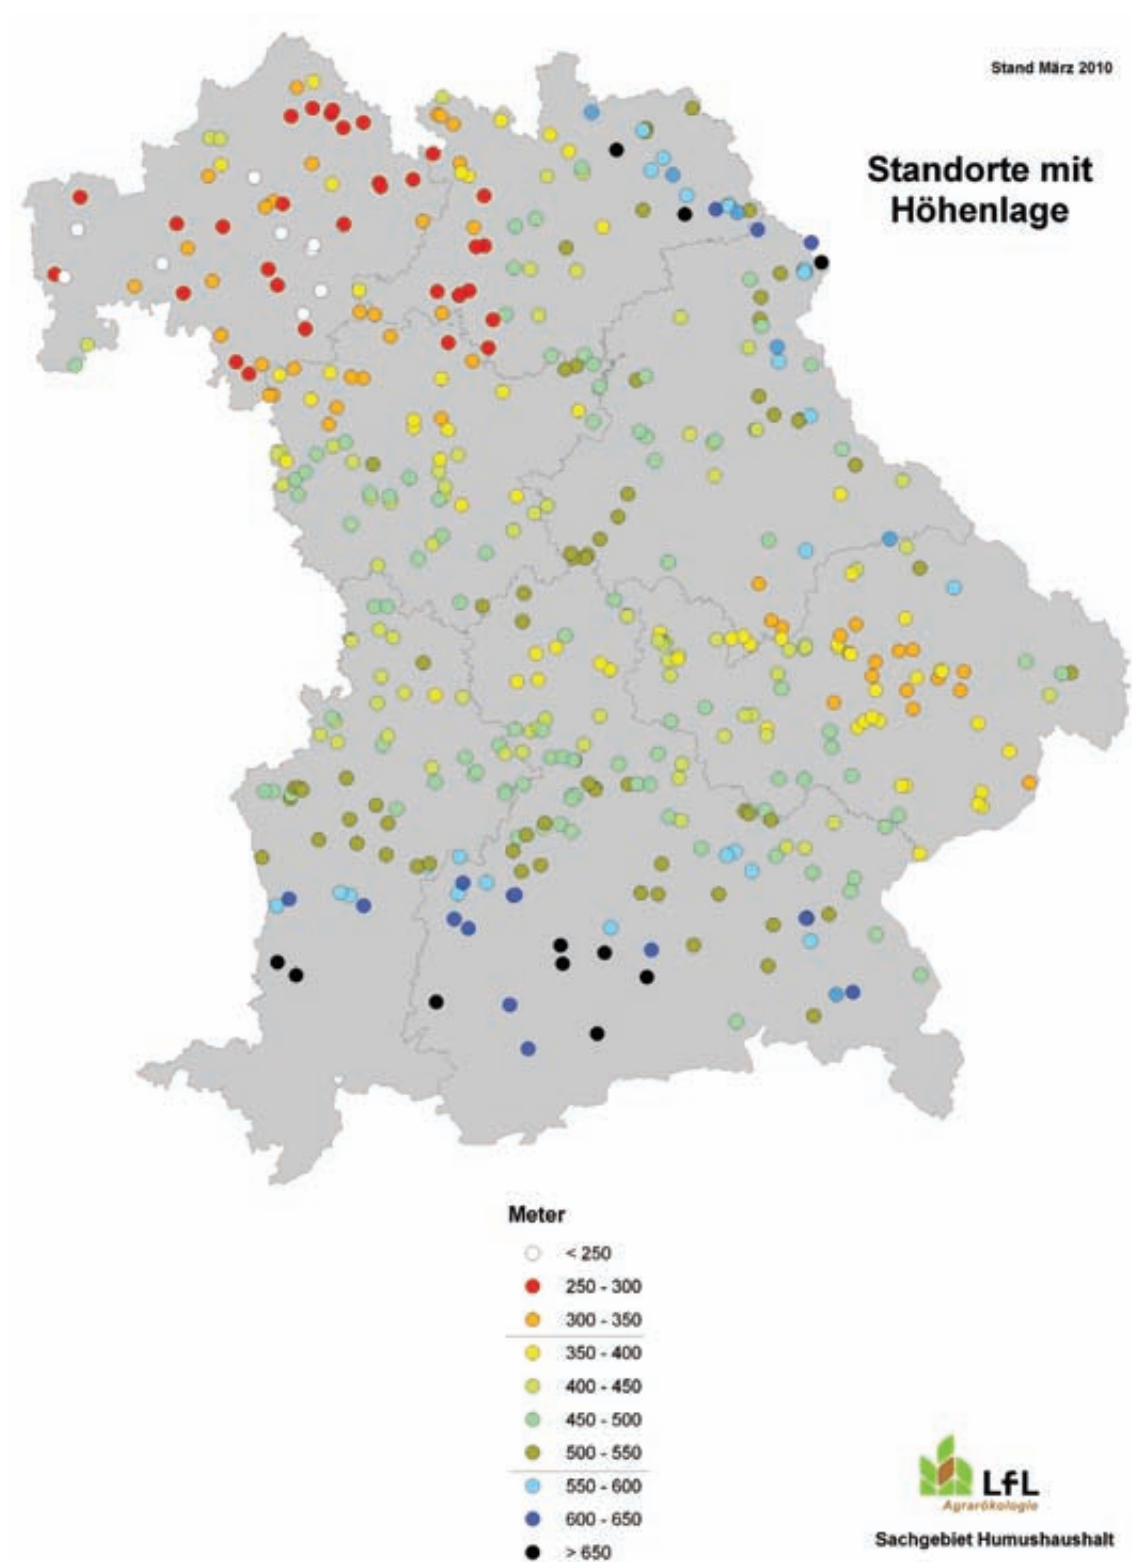 Stand März 2010
Standorte mit
Höhenlage
Meter
< 250
250 - 300
300 - 350
350 - 400
400 - 450
450 - 500
500 - 550
550 - 600
600 - 650
> 650
LfL
Agrarökologie
Sachgebiet Humushaushalt